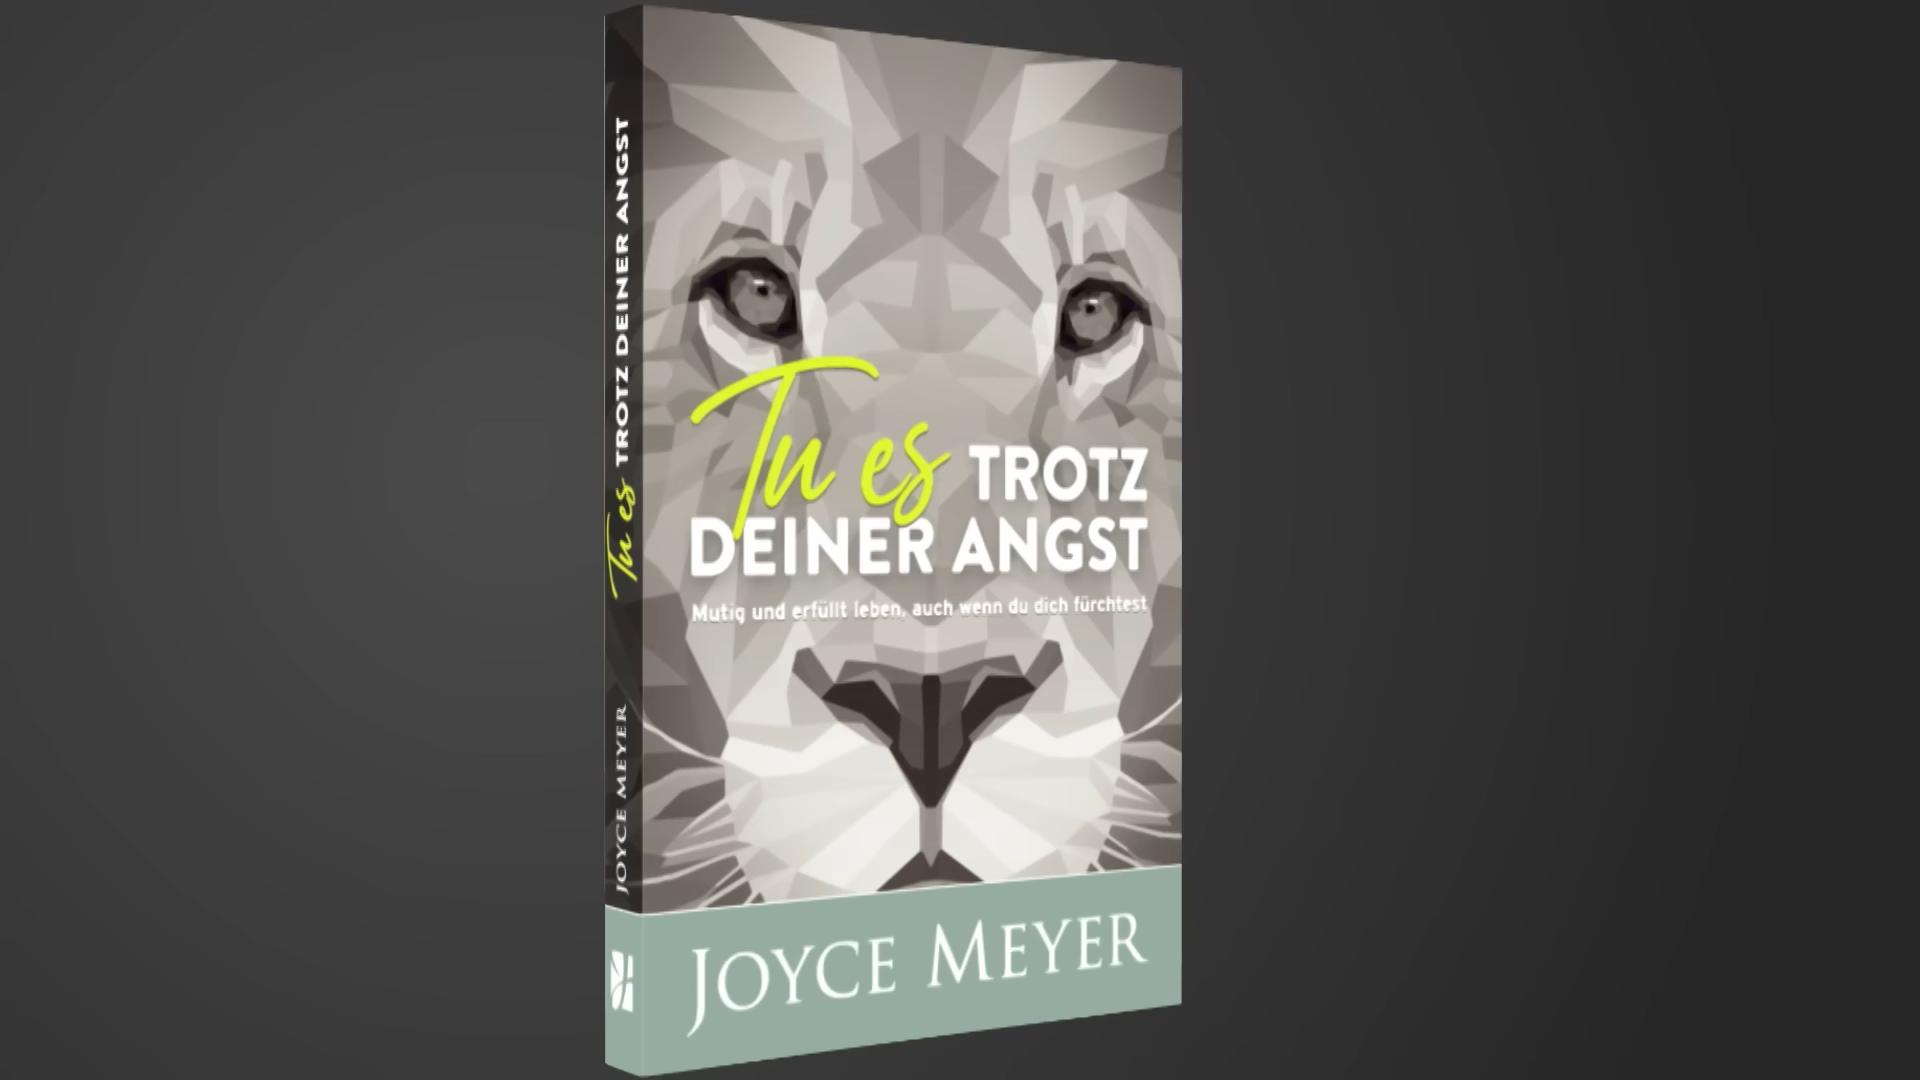 Tu es TROTZ DEINER ANGST
JOYCE MEYER
Tu es TROTZ
DEINER ANGST
Mutig und erfüllt leben, auch wenn du dich fürchtest
JOYCE MEYER